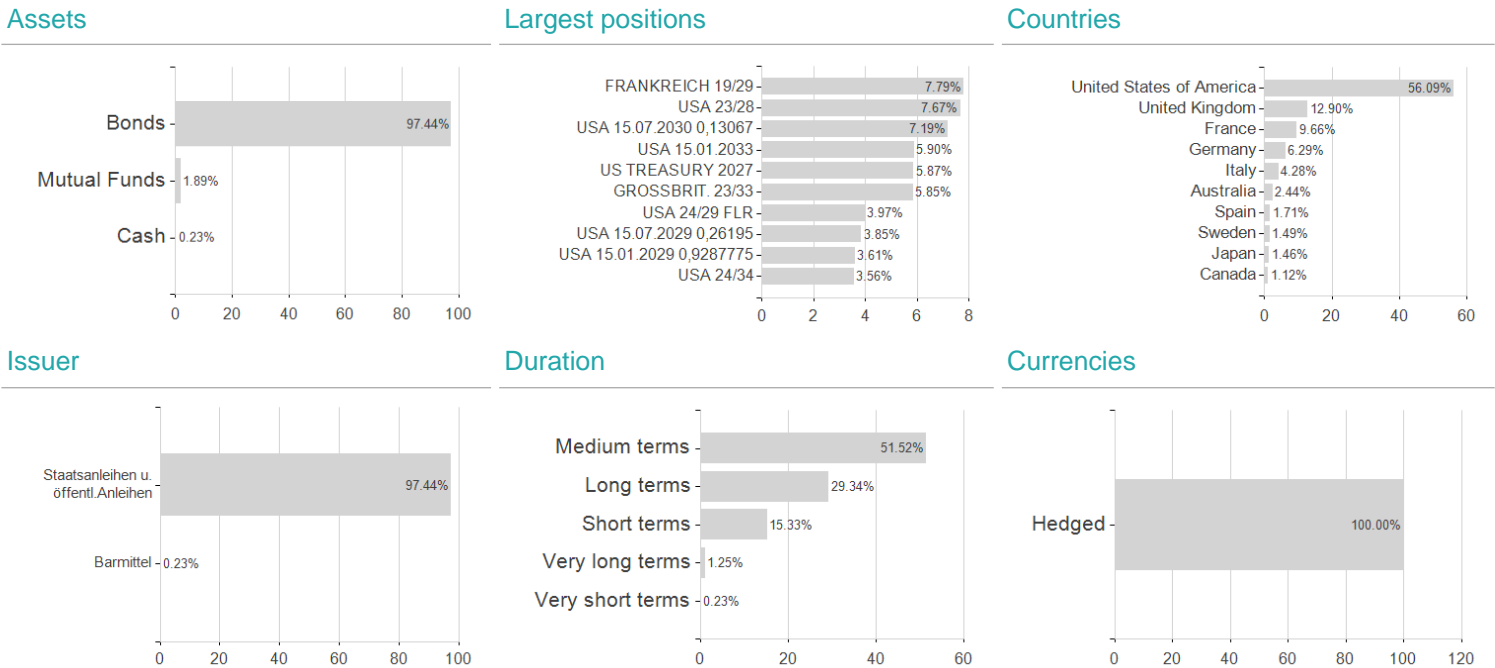 Assets
Bonds 97.44%
Mutual Funds 1.89%
Cash 0.23%
0 20 40 60 80 100
Largest positions
FRANKREICH 19/29 7.79%
USA 23/28 7.67%
USA 15.07.2030 0,13067 7.19%
USA 15.01.2033 5.90%
US TREASURY 2027 5.87%
GROSSBRIT. 23/33 5.85%
USA 24/29 FLR 3.97%
USA 15.07.2029 0,26195 3.85%
USA 15.01.2029 0,9287775 3.61%
USA 24/34 3.56%
0 2 4 6 8
Countries
United States of America 56.09%
United Kingdom 12.90%
France 9.66%
Germany 6.29%
Italy 4.28%
Australia 2.44%
Spain 1.71%
Sweden 1.49%
Japan 1.46%
Canada 1.12%
0 20 40 60
Issuer
Staatsanleihen u.
öffentl.Anleihen 97.44%
Barmittel 0.23%
0 20 40 60 80 100
Duration
Medium terms 51.52%
Long terms 29.34%
Short terms 15.33%
Very long terms 1.25%
Very short terms 0.23%
0 20 40 60
Currencies
Hedged 100.00%
0 20 40 60 80 100 120